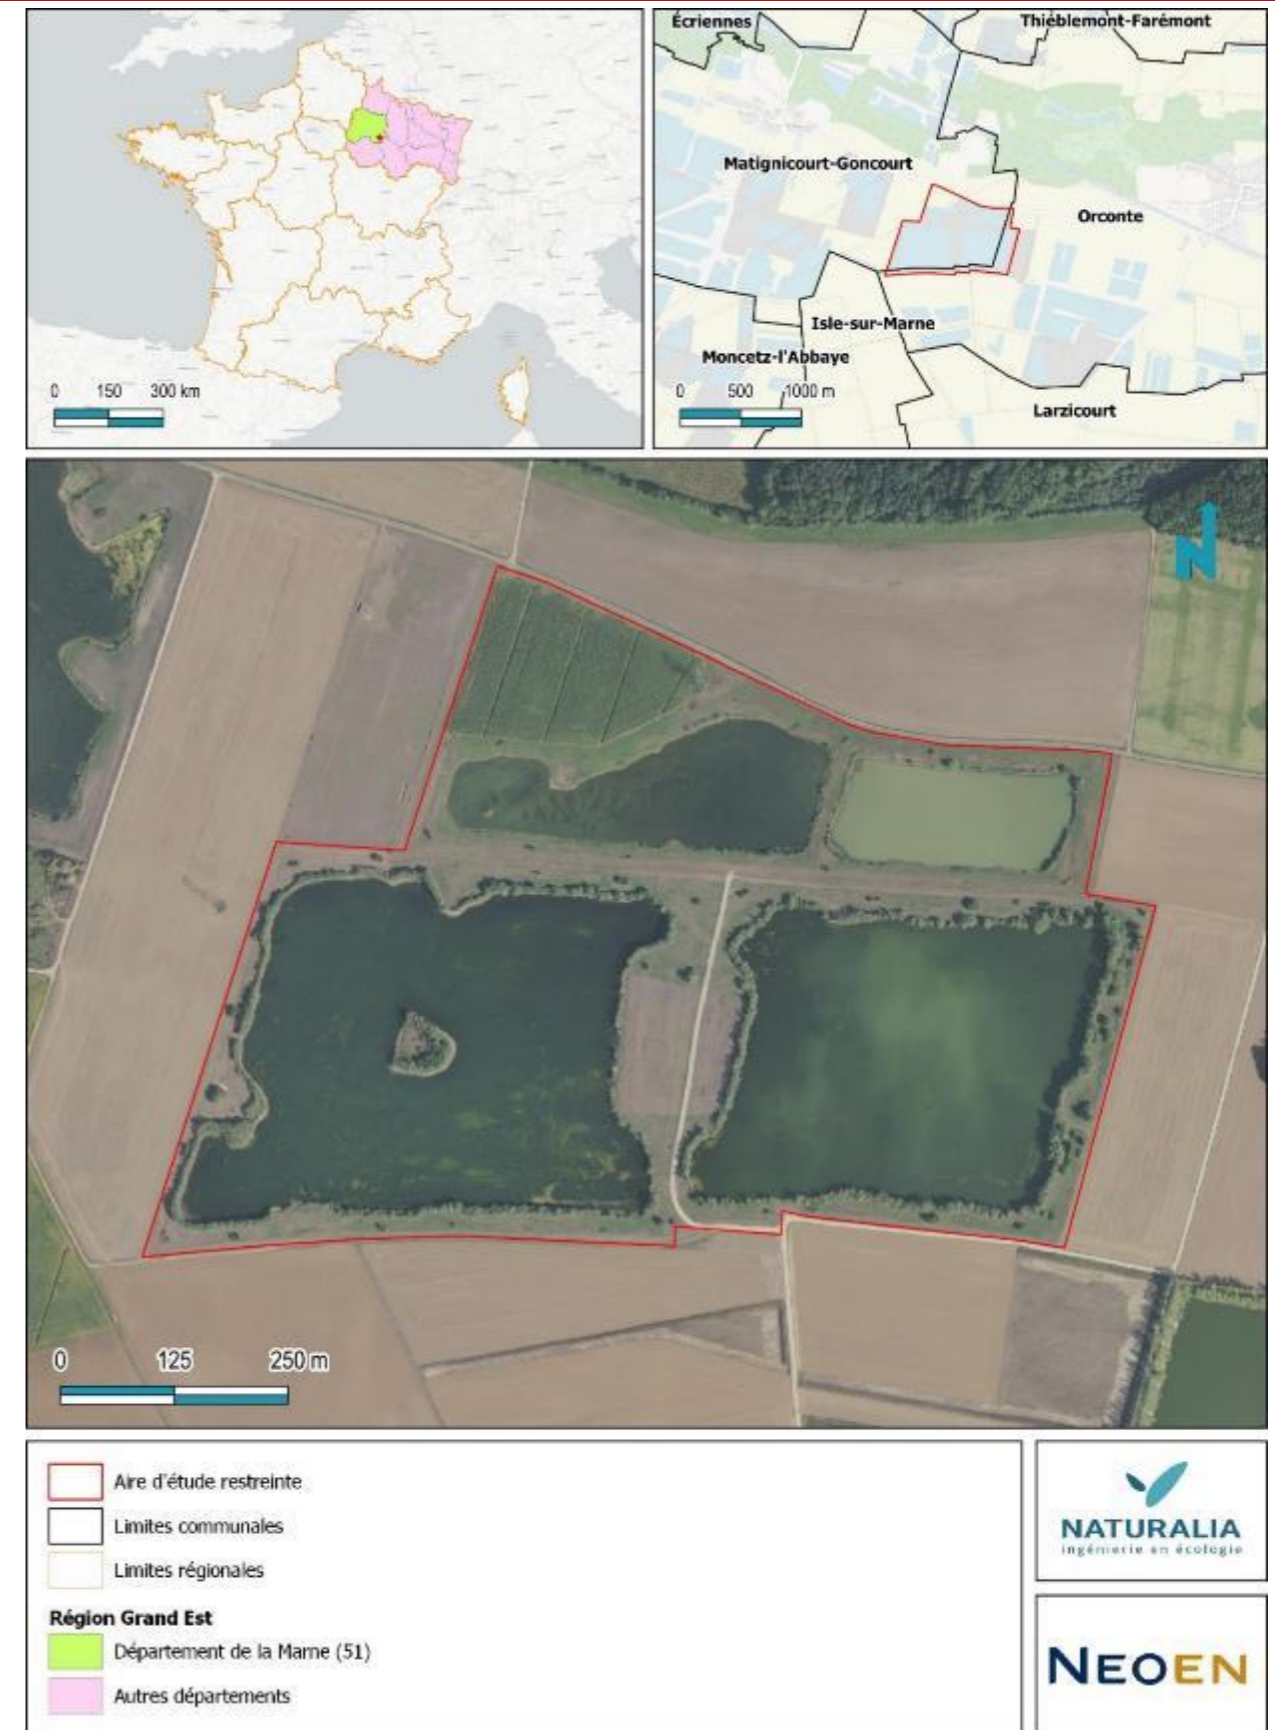 Écriennes
Thiéblemont-Farémont
Matignicourt-Goncourt
Orconte
Isle-sur-Marne
Moncetz-l'Abbaye
Larzicourt
0 150 300 km
0 500 1000 m
N
0 125 250 m
Aire d'étude restreinte
Limites communales
Limites régionales
Région Grand Est
Département de la Marne (51)
Autres départements
NATURALIA
ingénierie en écologie
NEOEN